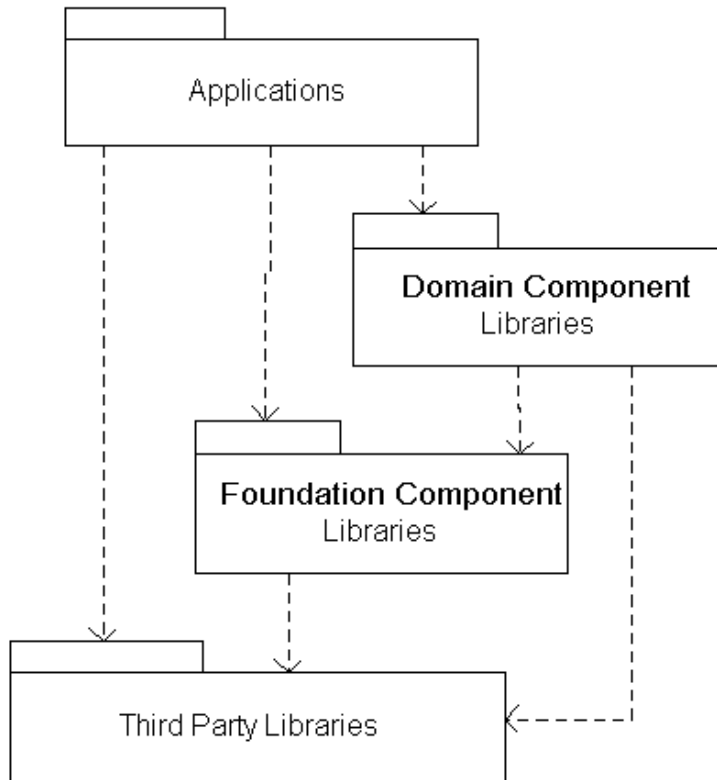 Applications
Domain Component
Libraries
Foundation Component
Libraries
Third Party Libraries